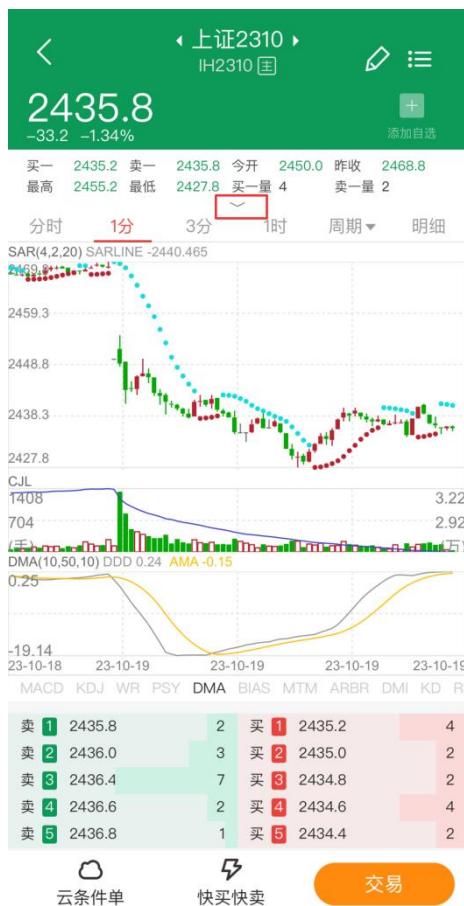 上证2310
IH2310 主
2435.8
-33.2 -1.34%
添加自选
买一 2435.2 卖一 2435.8 今开 2450.0 昨收 2468.8
最高 2455.2 最低 2427.8 买一量 4 卖一量 2
分时 1分 3分 1时 周期 明细
SAR(4,2,20) SARLINE -2440.465
2469.8
2459.3
2448.8
2438.3
2427.8
CJL
1408 3.22
704 2.92
(手) (万)
DMA(10,50,10) DDD 0.24 AMA -0.15
0.25
-19.14
23-10-18 23-10-19 23-10-19 23-10-19 23-10-19
MACD KDJ WR PSY DMA BIAS MTM ARBR DMI KD R
卖 1 2435.8 2 买 1 2435.2 4
卖 2 2436.0 3 买 2 2435.0 2
卖 3 2436.4 7 买 3 2434.8 2
卖 4 2436.6 2 买 4 2434.6 4
卖 5 2436.8 1 买 5 2434.4 2
云条件单 快买快卖 交易